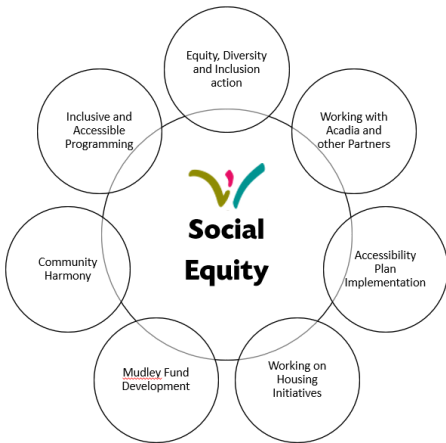 Equity, Diversity
and Inclusion
action
Working with
Acadia and
other Partners
Accessibility
Plan
Implementation
Working on
Housing
Initiatives
Mudley Fund
Development
Community
Harmony
Inclusive and
Accessible
Programming
Social
Equity